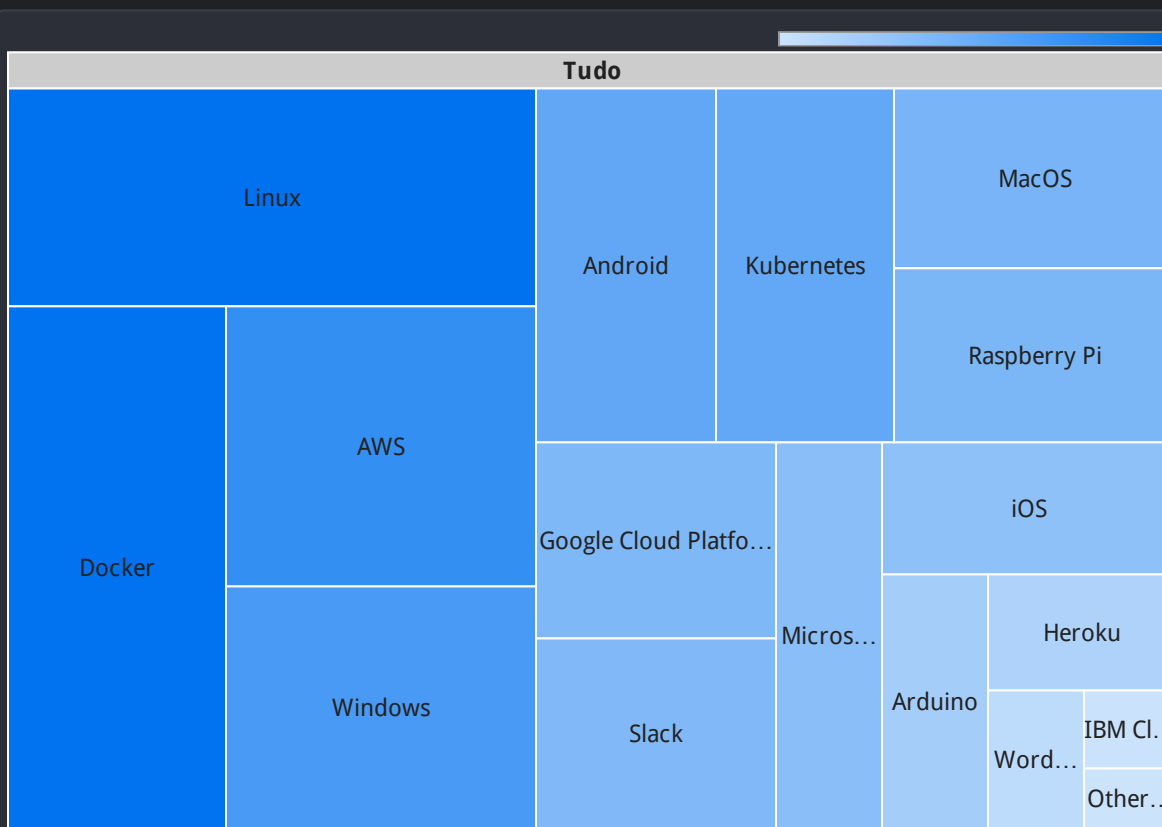 Tudo
Linux
Android
Kubernetes
MacOS
Raspberry Pi
Docker
AWS
Windows
Google Cloud Platfo…
Slack
Micros…
iOS
Arduino
Heroku
Word…
IBM Cl.
Other..